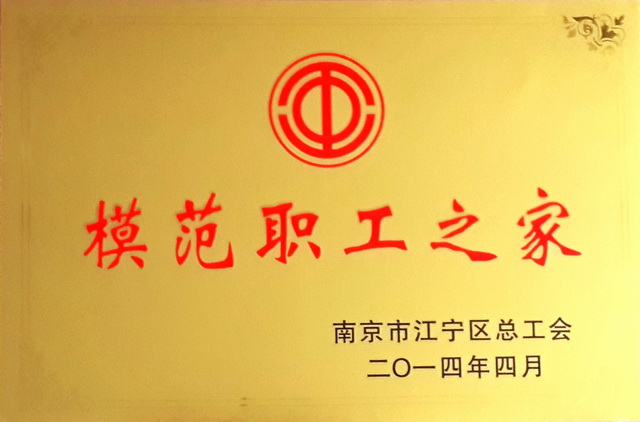 模范职工之家
南京市江宁区总工会
二〇一四年四月